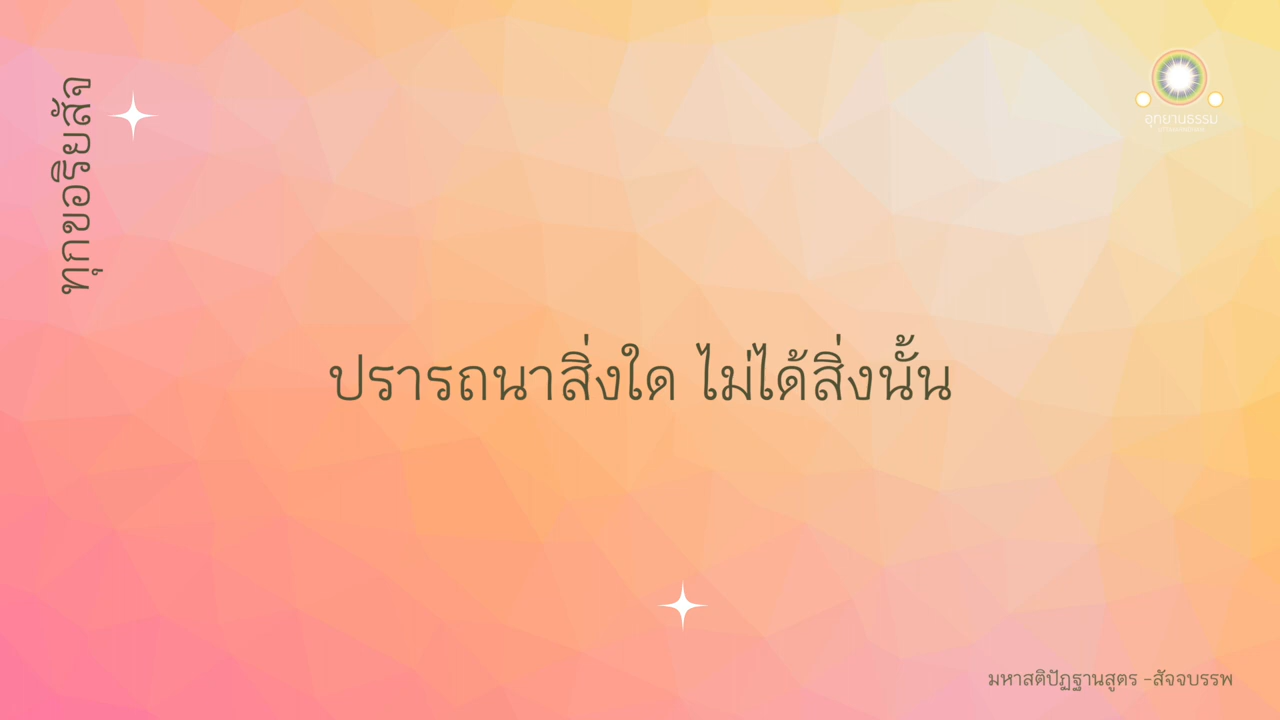 ทุกขอริยสัจ
อุทยานธรรม
ปรารถนาสิ่งใด ไม่ได้สิ่งนั้น
มหาสติปัฏฐานสูตร -สัจจบรรพ